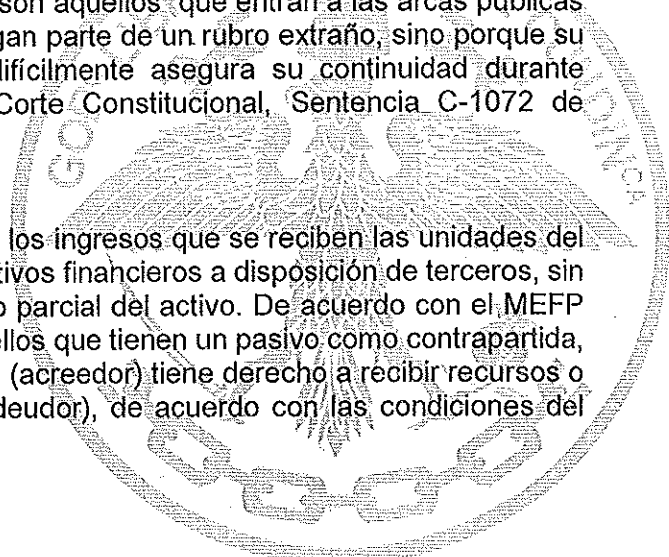 son aquellos que entran a las arcas públicas
gan parte de un rubro extraño, sino porque su
difícilmente asegura su continuidad durante
Corte Constitucional, Sentencia C-1072 de
los ingresos que se reciben las unidades del
tivos financieros a disposición de terceros, sin
o parcial del activo. De acuerdo con el MEFP
ellos que tienen un pasivo como contrapartida,
(acreedor) tiene derecho a recibir recursos o
deudor), de acuerdo con las condiciones del